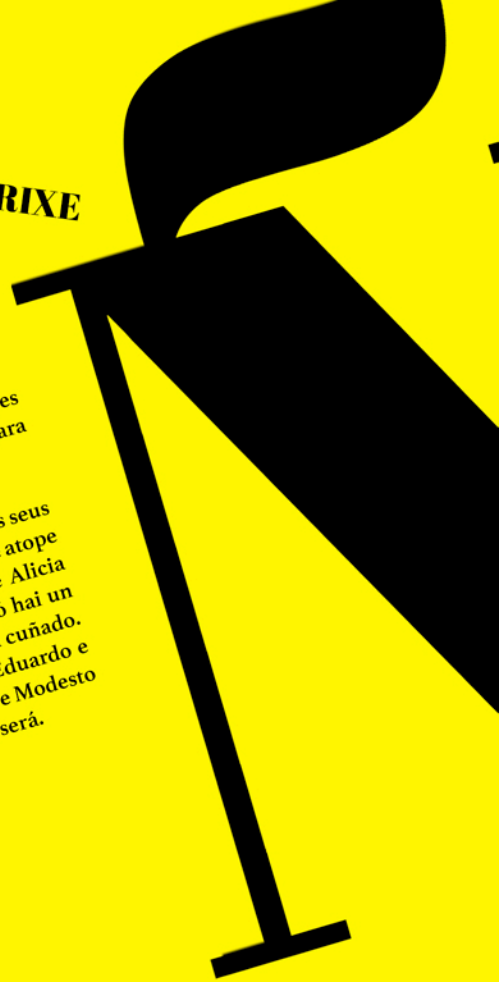 RIXE
Ñ
es
ara
s seus
atope
e Alicia
ó hai un
cuñado.
Eduardo e
e Modesto
será.